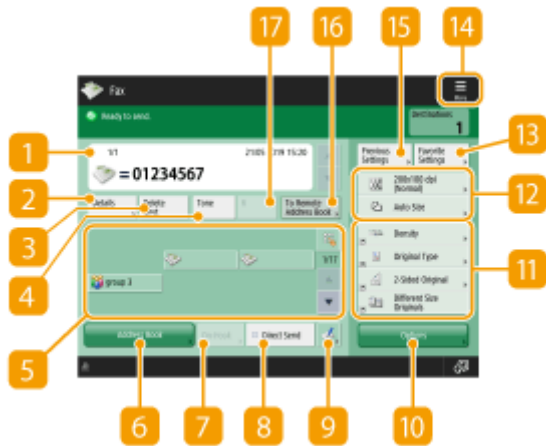 17
16
15
14
Fax
Menu
Ready to send.
Destinations
1
1
1/1
15:20
= 01234567
Previous Settings
Favorite Settings
13
2
Details
Delete
Tone
To Remote Address Book
200x100 dpi (Normal)
Auto Size
12
3
4
1/17
group 3
Density
Original Type
2-Sided Original
Different Size Originals
11
5
Address Book
On-Hook
Direct Send
Options
6
7
8
9
10